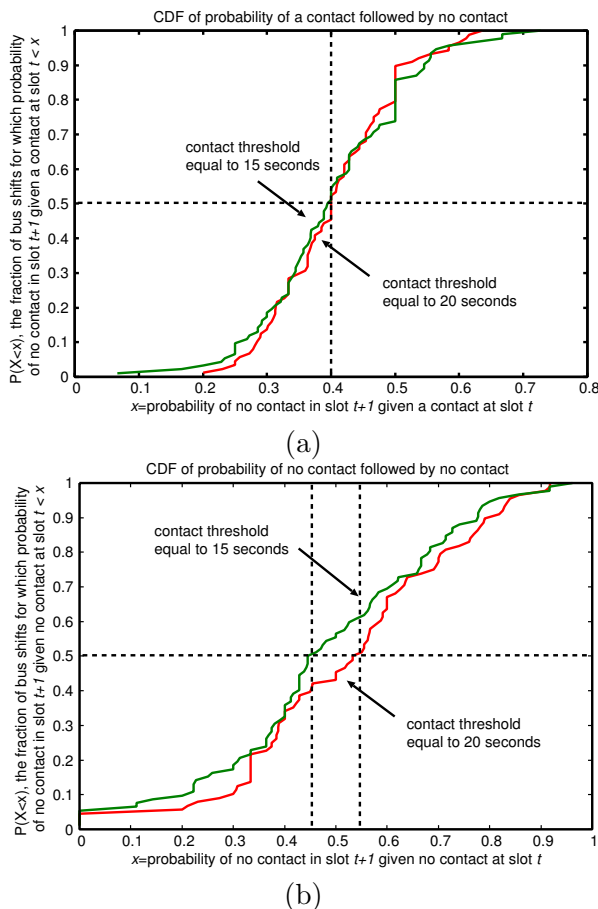 CDF of probability of a contact followed by no contact
P(X<x), the fraction of bus shifts for which probability
of no contact in slot t+1 given a contact at slot t < x
1
0.9
0.8
0.7
0.6
0.5
0.4
0.3
0.2
0.1
0
contact threshold
equal to 15 seconds
contact threshold
equal to 20 seconds
0 0.1 0.2 0.3 0.4 0.5 0.6 0.7 0.8
x=probability of no contact in slot t+1 given a contact at slot t
(a)
CDF of probability of no contact followed by no contact
P(X<x), the fraction of bus shifts for which probability
of no contact in slot t+1 given no contact at slot t < x
1
0.9
0.8
0.7
0.6
0.5
0.4
0.3
0.2
0.1
0
contact threshold
equal to 15 seconds
contact threshold
equal to 20 seconds
0 0.1 0.2 0.3 0.4 0.5 0.6 0.7 0.8 0.9 1
x=probability of no contact in slot t+1 given no contact at slot t
(b)